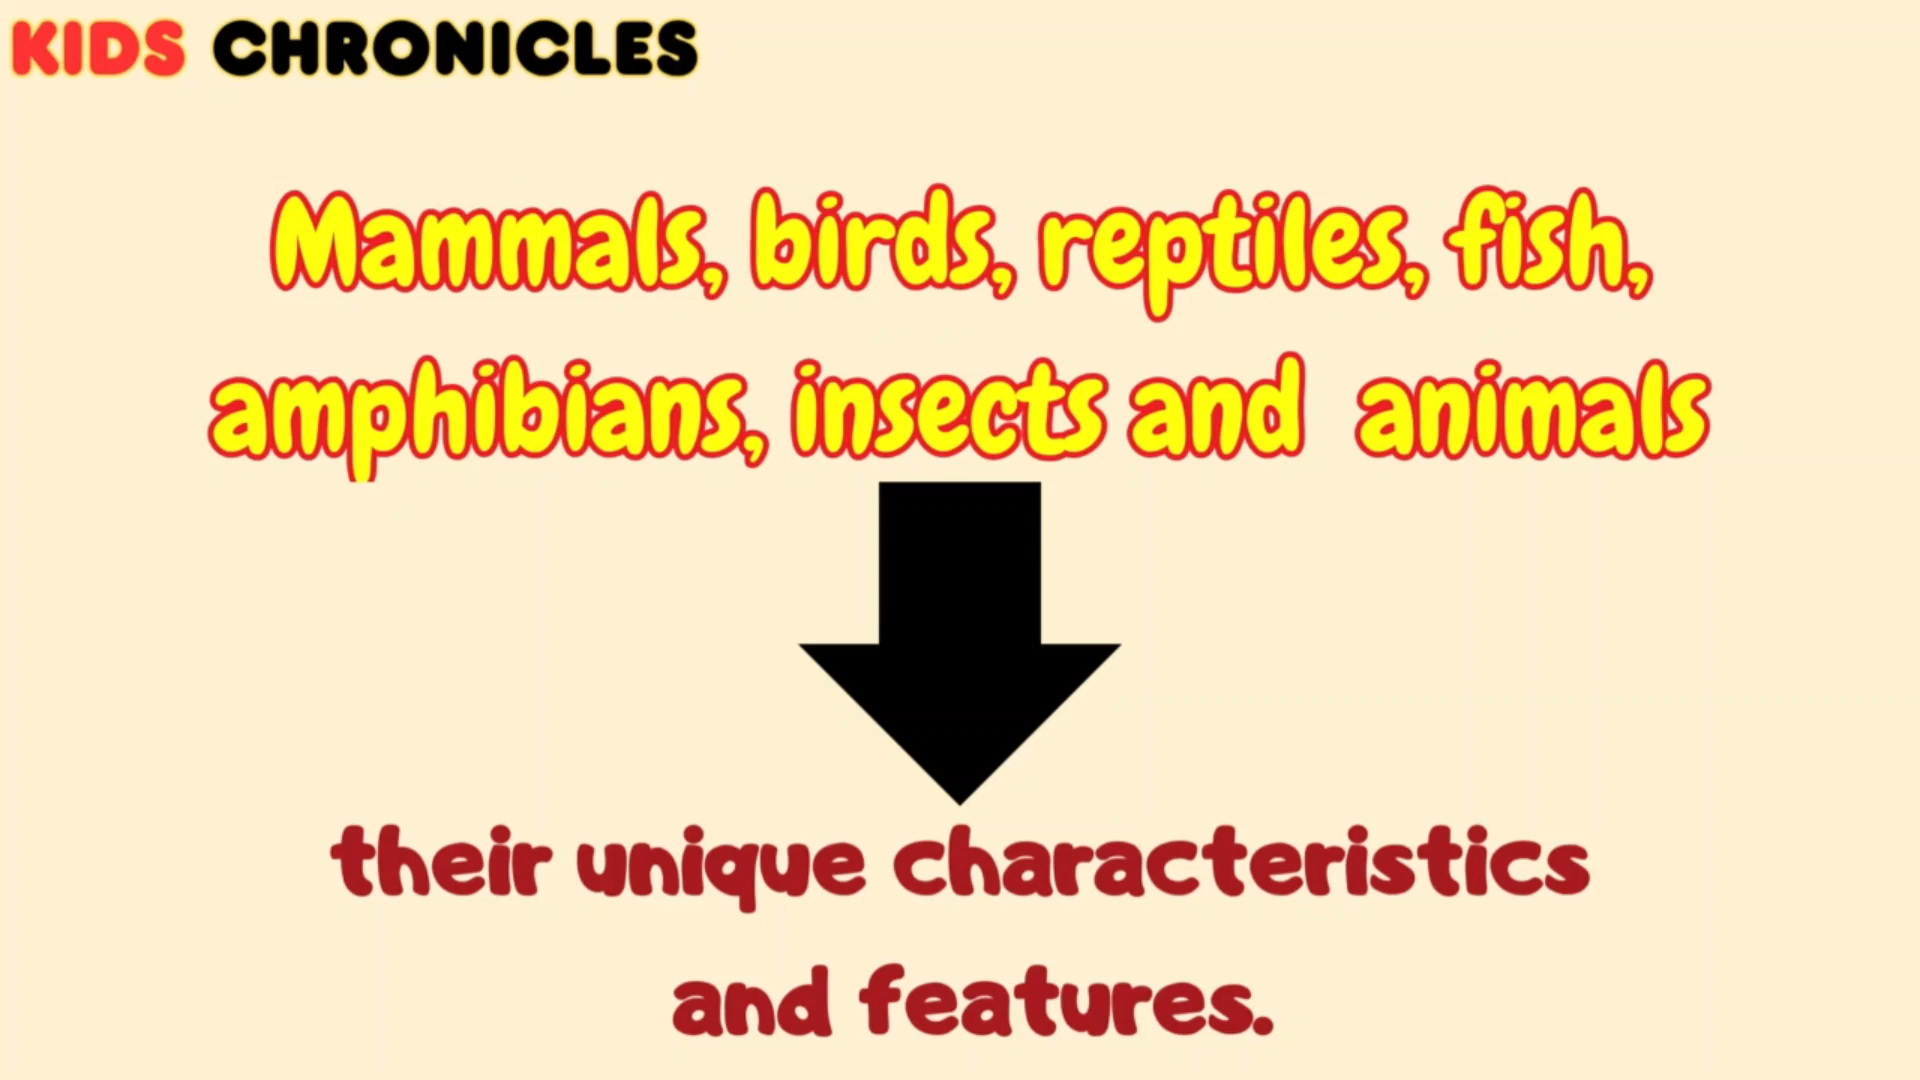 KIDS CHRONICLES
Mammals, birds, reptiles, fish,
amphibians, insects and animals
their unique characteristics
and features.